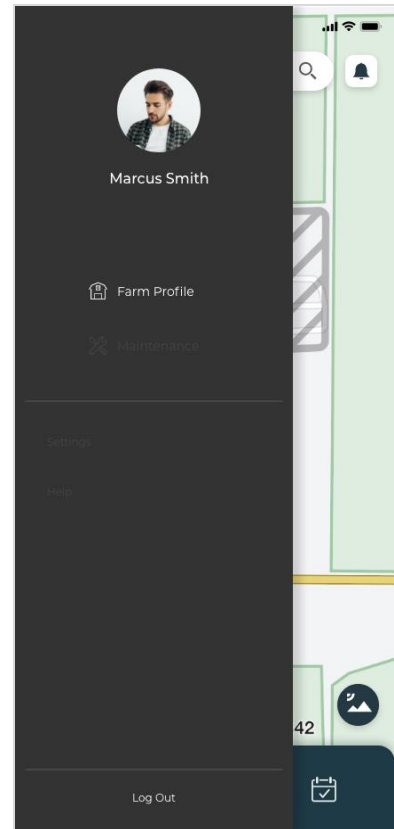 Marcus Smith
Farm Profile
Maintenance
Settings
Help
42
Log Out